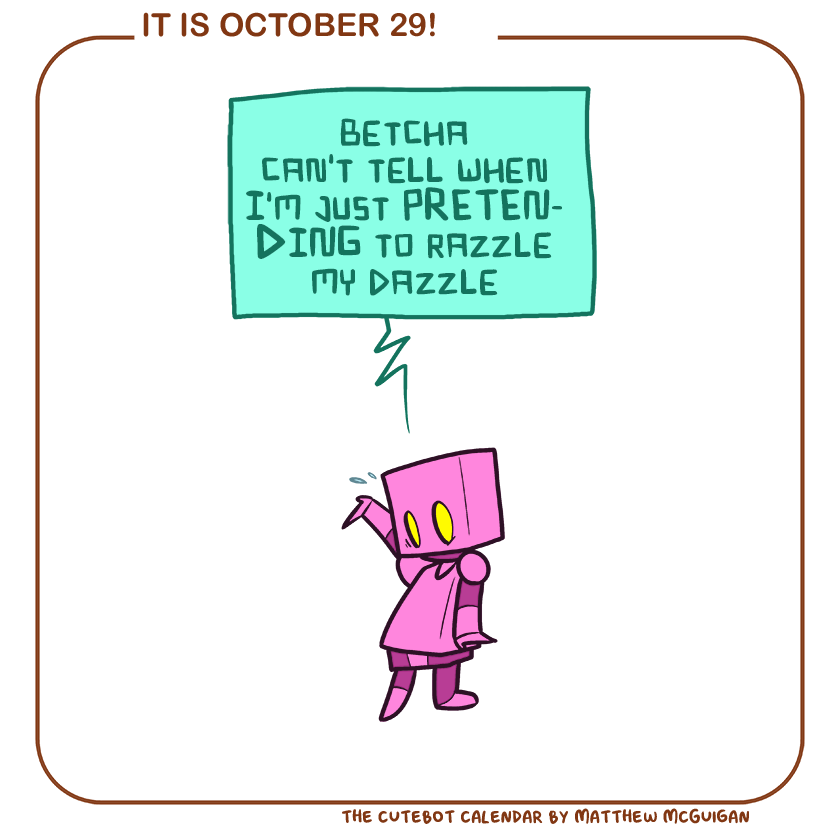 IT IS OCTOBER 29!
BETCHA
CAN'T TELL WHEN
I'M JUST PRETEN-
DING TO RAZZLE
MY DAZZLE
THE CUTEBOT CALENDAR BY MATTHEW MCGUIGAN